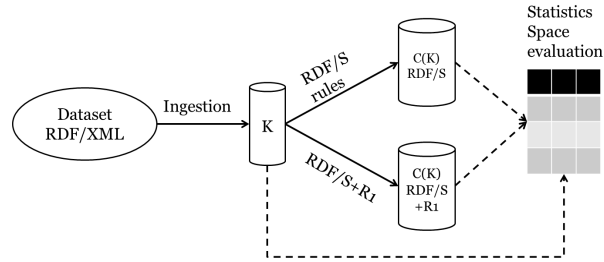 Statistics
Space
evaluation
Dataset
RDF/XML
Ingestion
K
RDF/S
rules
C(K)
RDF/S
RDF/S+R1
C(K)
RDF/S
+R1